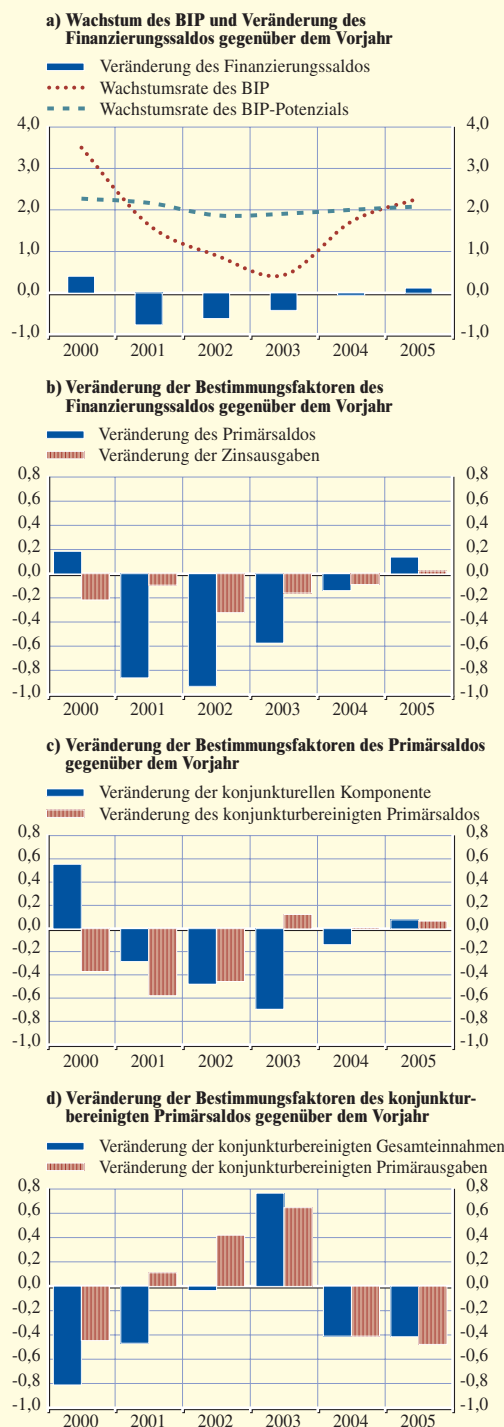 a) Wachstum des BIP und Veränderung des
Finanzierungssaldos gegenüber dem Vorjahr
Veränderung des Finanzierungssaldos
Wachstumsrate des BIP
Wachstumsrate des BIP-Potenzials
4,0 4,0
3,0 3,0
2,0 2,0
1,0 1,0
0,0 0,0
-1,0 -1,0
2000 2001 2002 2003 2004 2005
b) Veränderung der Bestimmungsfaktoren des
Finanzierungssaldos gegenüber dem Vorjahr
Veränderung des Primärsaldos
Veränderung der Zinsausgaben
0,8 0,8
0,6 0,6
0,4 0,4
0,2 0,2
0,0 0,0
-0,2 -0,2
-0,4 -0,4
-0,6 -0,6
-0,8 -0,8
-1,0 -1,0
2000 2001 2002 2003 2004 2005
c) Veränderung der Bestimmungsfaktoren des Primärsaldos
gegenüber dem Vorjahr
Veränderung der konjunkturellen Komponente
Veränderung des konjunkturbereinigten Primärsaldos
0,8 0,8
0,6 0,6
0,4 0,4
0,2 0,2
0,0 0,0
-0,2 -0,2
-0,4 -0,4
-0,6 -0,6
-0,8 -0,8
-1,0 -1,0
2000 2001 2002 2003 2004 2005
d) Veränderung der Bestimmungsfaktoren des konjunktur-
bereinigten Primärsaldos gegenüber dem Vorjahr
Veränderung der konjunkturbereinigten Gesamteinnahmen
Veränderung der konjunkturbereinigten Primärausgaben
0,8 0,8
0,6 0,6
0,4 0,4
0,2 0,2
0,0 0,0
-0,2 -0,2
-0,4 -0,4
-0,6 -0,6
-0,8 -0,8
-1,0 -1,0
2000 2001 2002 2003 2004 2005